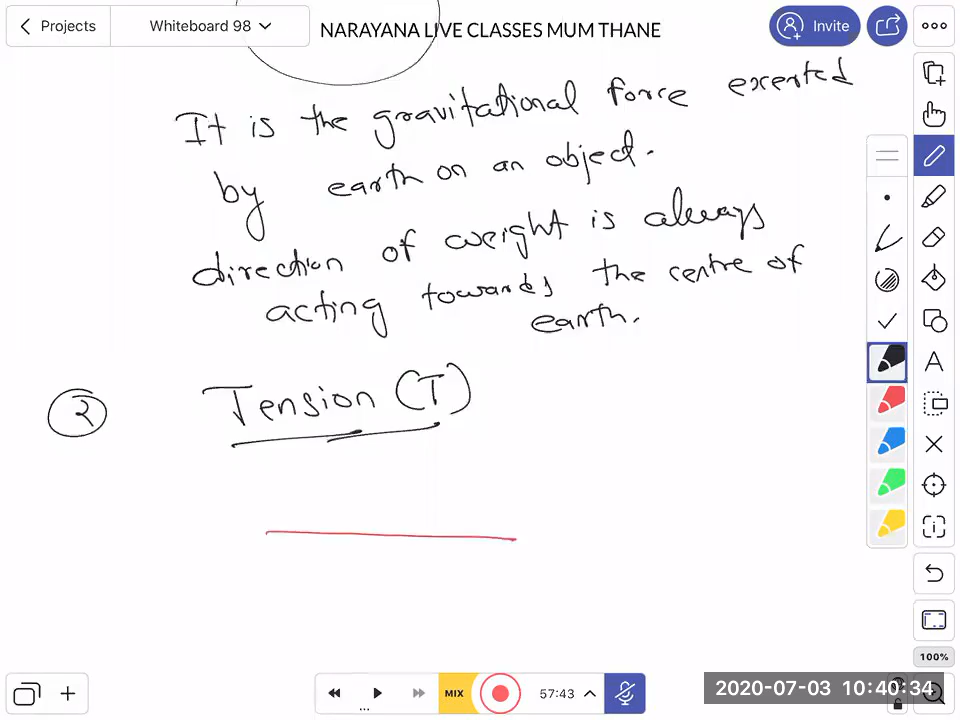 Projects
Whiteboard 98
NARAYANA LIVE CLASSES MUM THANE
Invite
It is the gravitational force exerted
by earth on an object.
direction of weight is always
acting towards the centre of
earth.
2 Tension (T)
A
100%
MIX
57:43
2020-07-03 10:40:34